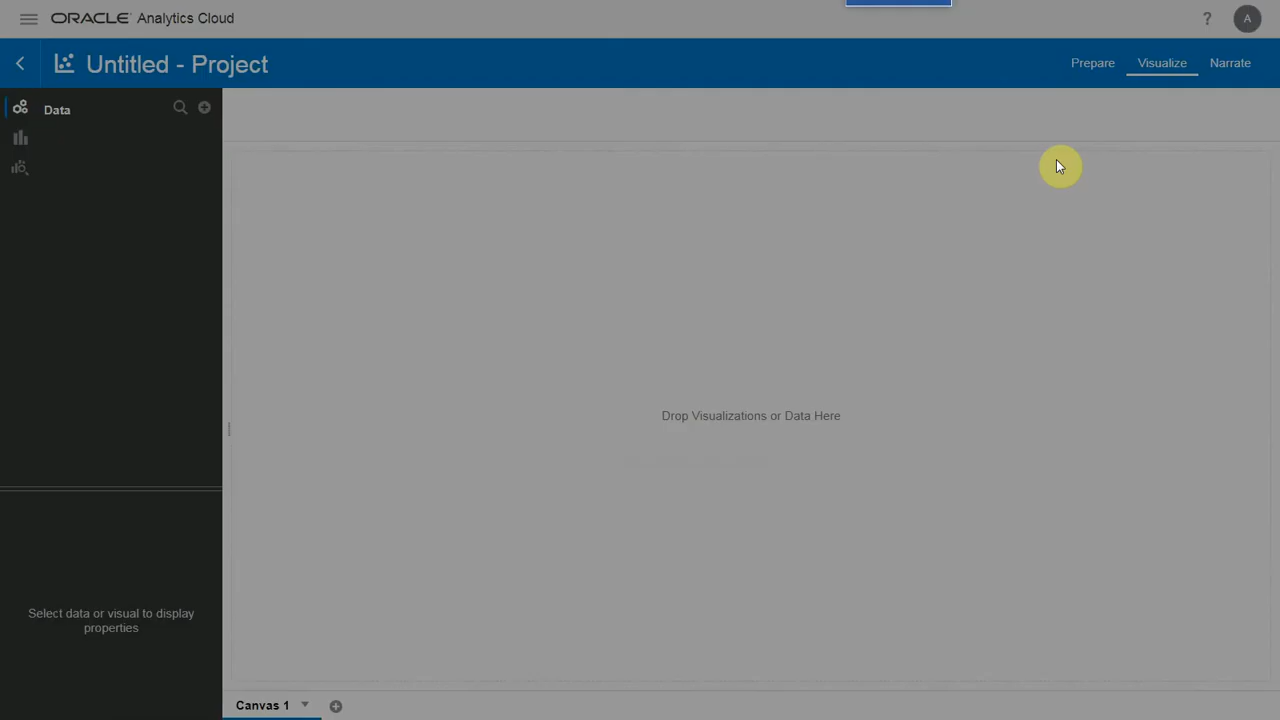 ORACLE Analytics Cloud
? A
Untitled - Project
Prepare Visualize Narrate
Data
Drop Visualizations or Data Here
Select data or visual to display
properties
Canvas 1